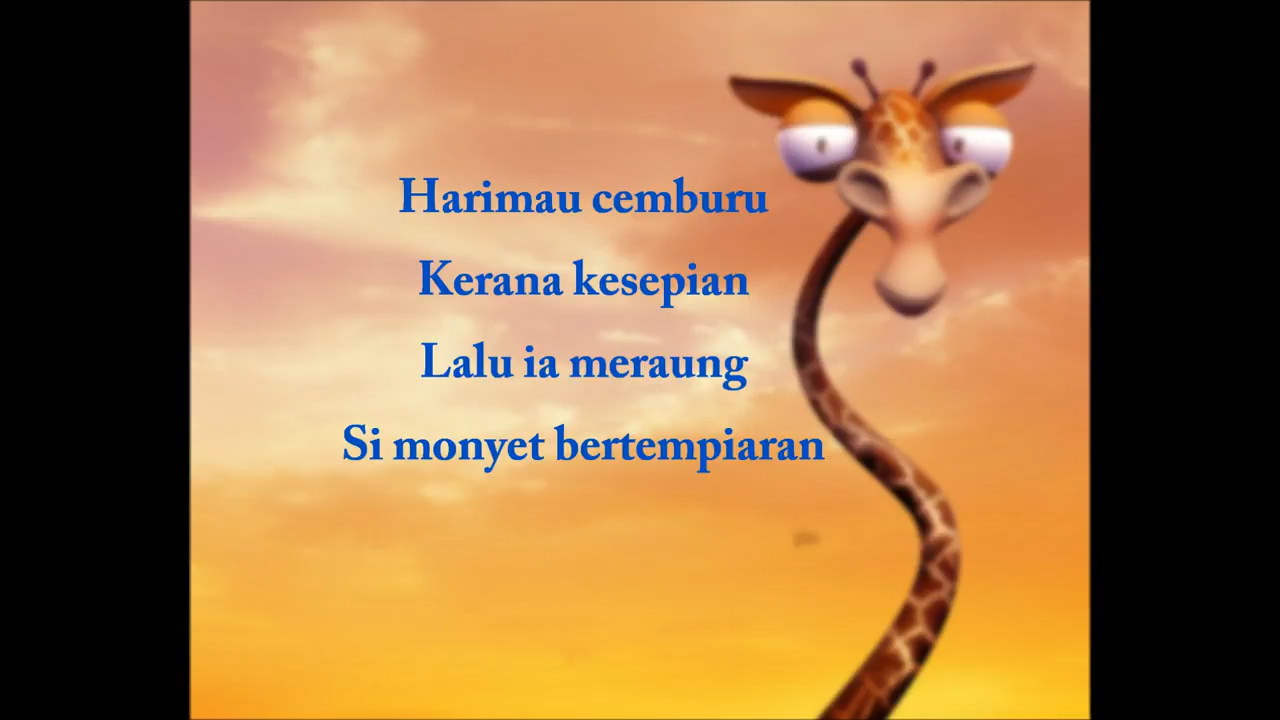 Harimau cemburu
Kerana kesepian
Lalu ia meraung
Si monyet bertempiaran